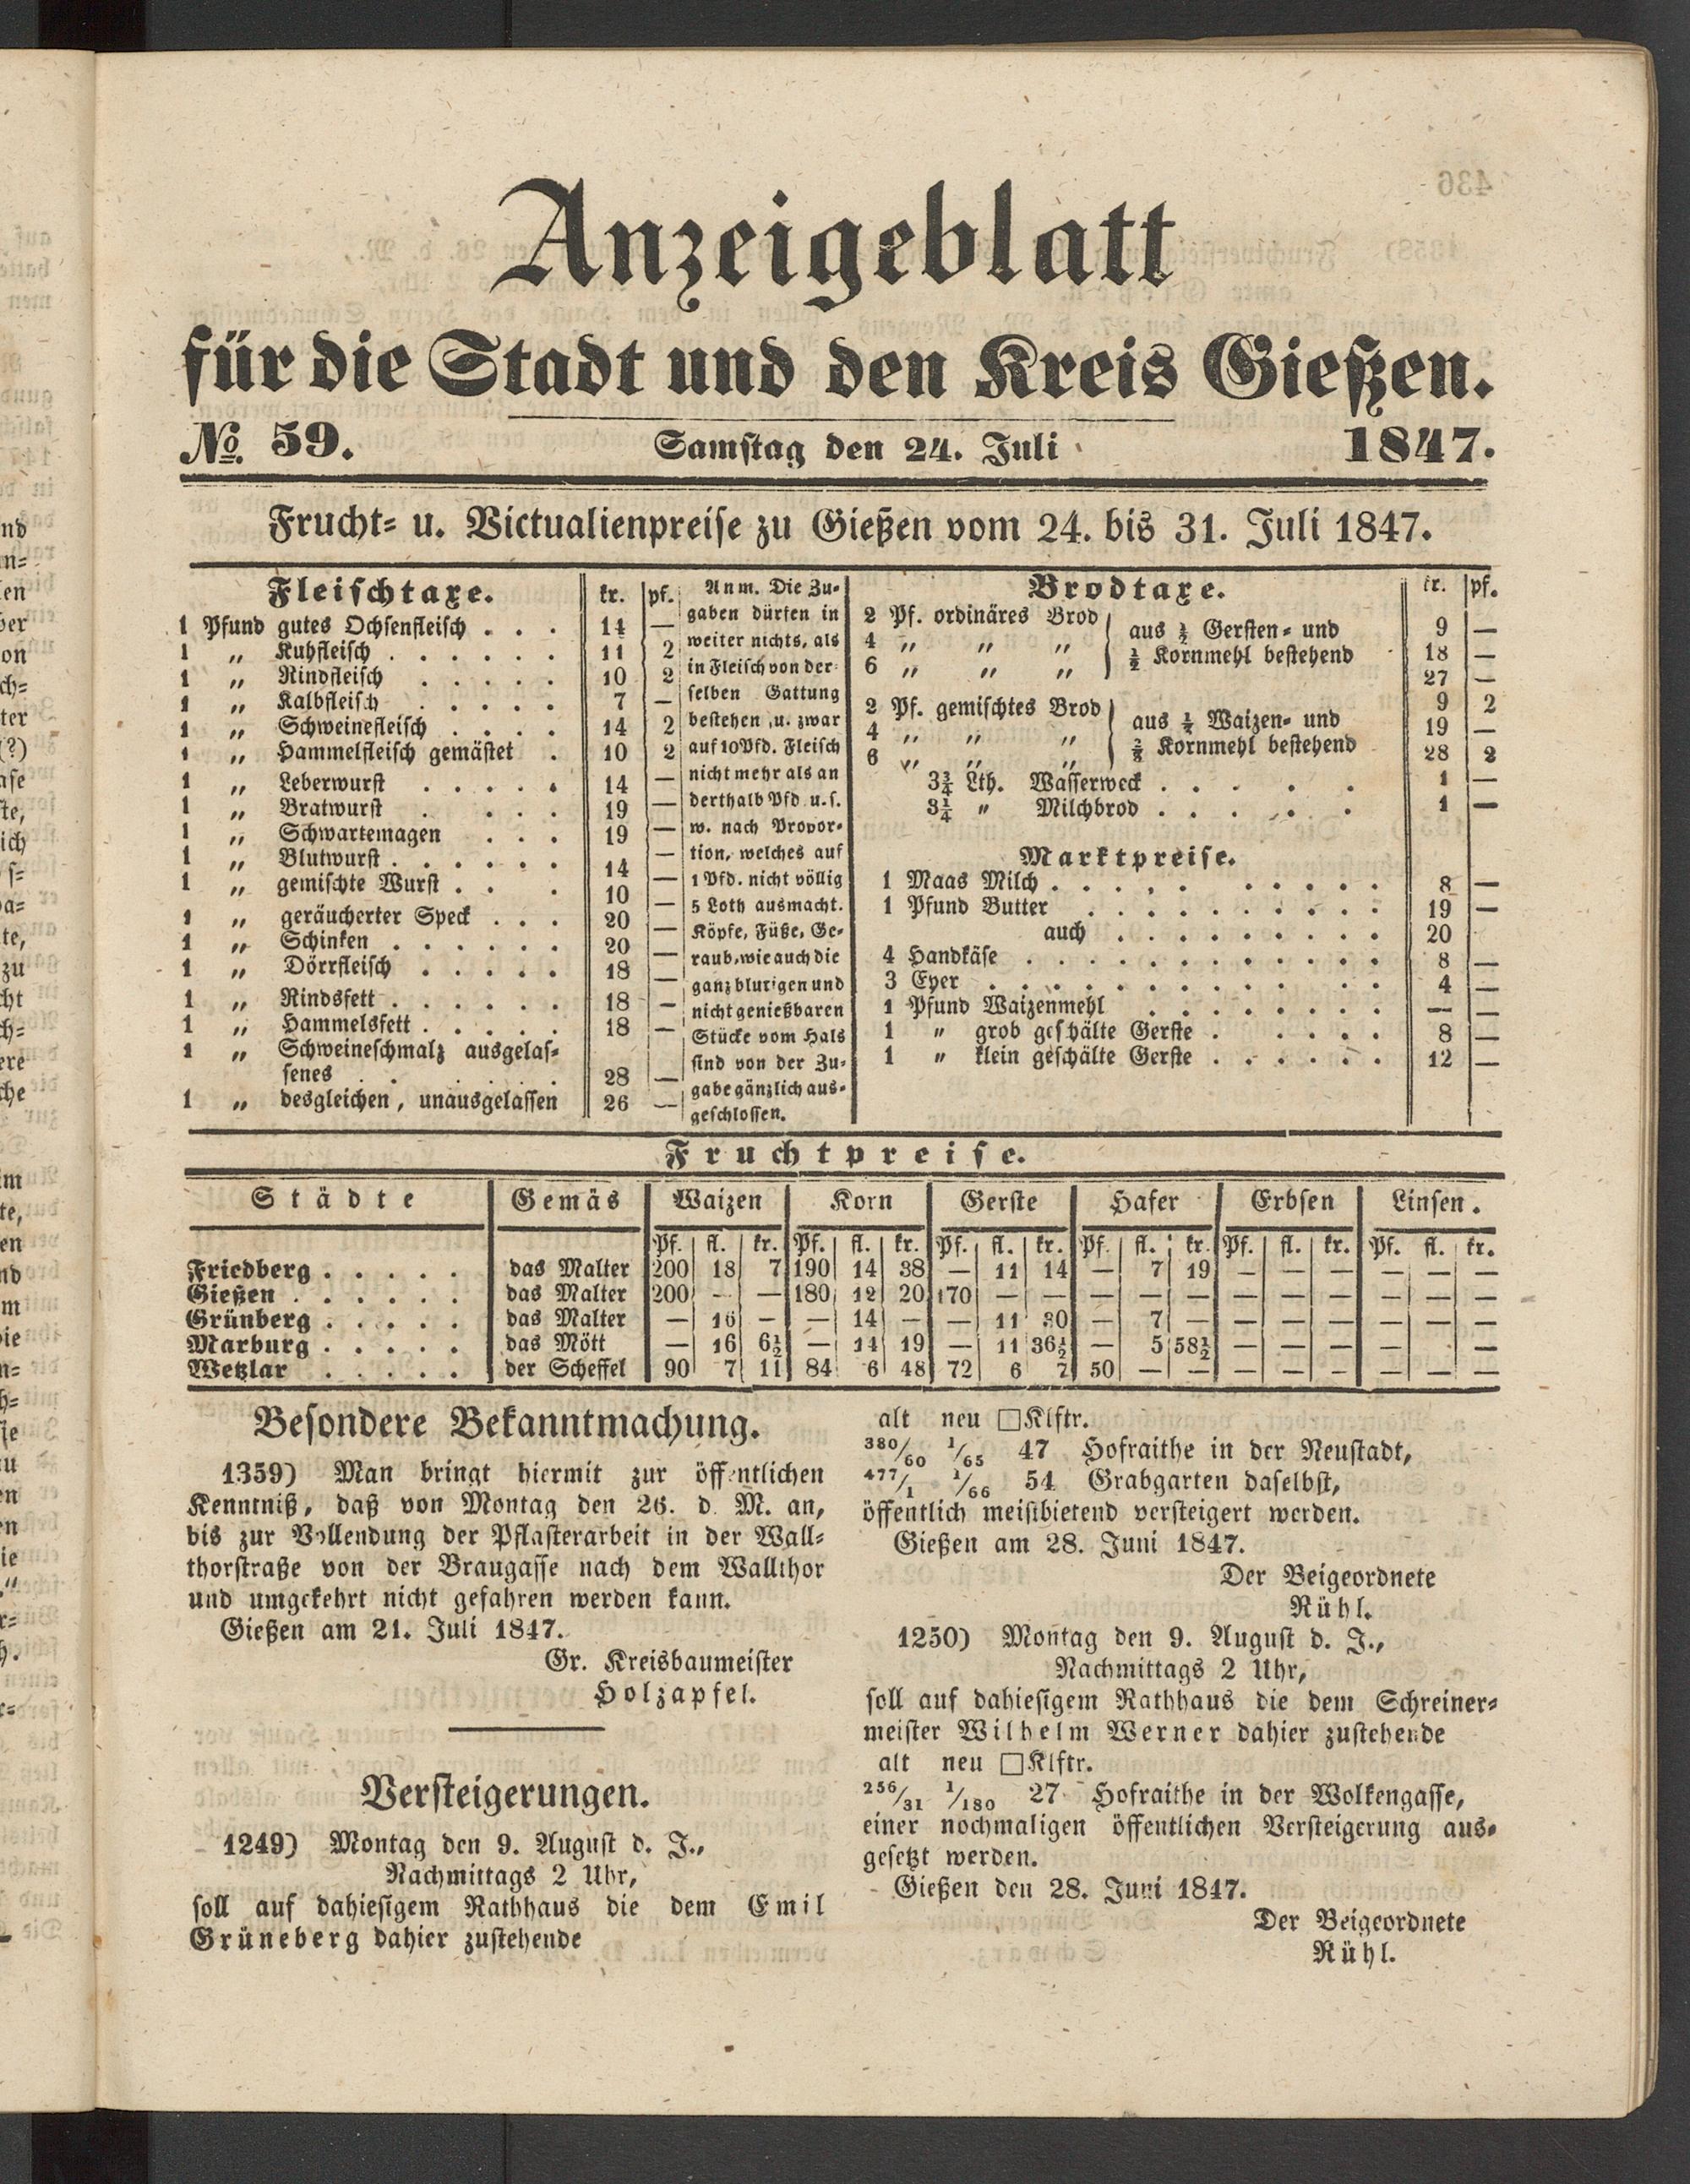 Anzeigeblatt
für die Stadt und den Kreis Gießen.
No. 59. Samstag den 24. Juli 1847.
Frucht- u. Victualienpreise zu Gießen vom 24. bis 31. Juli 1847.
Fleischtaxe. kr. pf.
1 Pfund gutes Ochsenfleisch . . . 14 —
1 „ Kuhfleisch . . . . . . 11 2
1 „ Rindfleisch . . . . . 10 2
1 „ Kalbfleisch . . . . . 7 —
1 „ Schweinefleisch . . . . 14 2
1 „ Hammelfleisch gemästet . 10 2
1 „ Leberwurst . . . . . 14 —
1 „ Bratwurst . . . . 19 —
1 „ Schwartemagen . . . 19 —
1 „ Blutwurst . . . . . . 14 —
1 „ gemischte Wurst . . . 10 —
1 „ geräucherter Speck . . . 20 —
1 „ Schinken . . . . . . 20 —
1 „ Dörrfleisch . . . . . 18 —
1 „ Rindsfett . . . . . . 18 —
1 „ Hammelsfett . . . . . 18 —
1 „ Schweineschmalz ausgelas-
senes . . . . . 28 —
1 „ desgleichen, unausgelassen 26 —
Anm. Die Zu-
gaben dürfen in
weiter nichts, als
in Fleisch von der-
selben Gattung
bestehen, u. zwar
auf 10 Pfd. Fleisch
nicht mehr als an
derthalb Pfd u. s.
w. nach Propor-
tion, welches auf
1 Pfd. nicht völlig
5 Loth ausmacht.
Köpfe, Füße, Ge-
raub, wie auch die
ganz blutigen und
nicht genießbaren
Stücke vom Hals
sind von der Zu-
gabe gänzlich aus-
geschlossen.
Brodtaxe. kr. pf.
2 Pf. ordinäres Brod aus ½ Gersten- und 9 —
4 „ „ „ ½ Kornmehl bestehend 18 —
6 „ „ „ 27 —
2 Pf. gemischtes Brod aus Waizen- und 9 2
4 „ „ „ Kornmehl bestehend 19 —
6 „ „ „ 28 2
3¾ Lth. Wasserweck . . . . . 1 —
3¼ „ Milchbrod . . . . . . 1 —
Marktpreise.
1 Maas Milch . . . . . . . . . . 8 —
1 Pfund Butter . . . . . . . . . . 19 —
auch . . . . . . . . . 20
4 Handkäse . . . . . . . . . . . . 8 —
3 Eyer . . . . . . . . . . . . 4 —
1 Pfund Waizenmehl . . . . . . . . — —
1 „ grob geschälte Gerste . . . . . 8 —
1 „ klein geschälte Gerste . . . . . . 12 —
Fruchtpreise.
Städte Gemäs Waizen Korn Gerste Hafer Erbsen Linsen.
Pf. fl. kr. Pf. fl. kr. Pf. fl. kr. Pf. fl. kr. Pf. fl. kr. Pf. fl. kr.
Friedberg . . . . . das Malter 200 18 7 190 14 38 — 11 14 — 7 19 — — — — — —
Gießen . . . . . . das Malter 200 — — 180 12 20 170 — — — — — — — — — — —
Grünberg . . . . . das Malter — 16 — — 14 — — 11 30 — 7 — — — — — — —
Marburg . . . . . das Mött — 16 6½ — 14 19 — 11 36½ — 5 58½ — — — — —
Wetzlar . . . . . der Scheffel 90 7 11 84 6 48 72 6 7 50 — — — — — — — —
Besondere Bekanntmachung.
1359) Man bringt hiermit zur öffentlichen
Kenntniß, daß von Montag den 26. d. M. an,
bis zur Vollendung der Pflasterarbeit in der Wall-
thorstraße von der Braugasse nach dem Wallthor
und umgekehrt nicht gefahren werden kann.
Gießen am 21. Juli 1847.
Gr. Kreisbaumeister
Holzapfel.
Versteigerungen.
1249) Montag den 9. August d. J.,
Nachmittags 2 Uhr,
soll auf dahiesigem Rathhaus die dem Emil
Grüneberg dahier zustehende
alt neu □Klftr.
380/60 1/65 47 Hofraithe in der Neustadt,
477/1 1/66 54 Grabgarten daselbst,
öffentlich meistbietend versteigert werden.
Gießen am 28. Juni 1847.
Der Beigeordnete
Rühl.
1250) Montag den 9. August d. J.,
Nachmittags 2 Uhr,
soll auf dahiesigem Rathhaus die dem Schreiner-
meister Wilhelm Werner dahier zustehende
alt neu □Klftr.
256/31 1/180 27 Hofraithe in der Wolkengasse,
einer nochmaligen öffentlichen Versteigerung aus-
gesetzt werden.
Gießen den 28. Juni 1847.
Der Beigeordnete
Rühl.